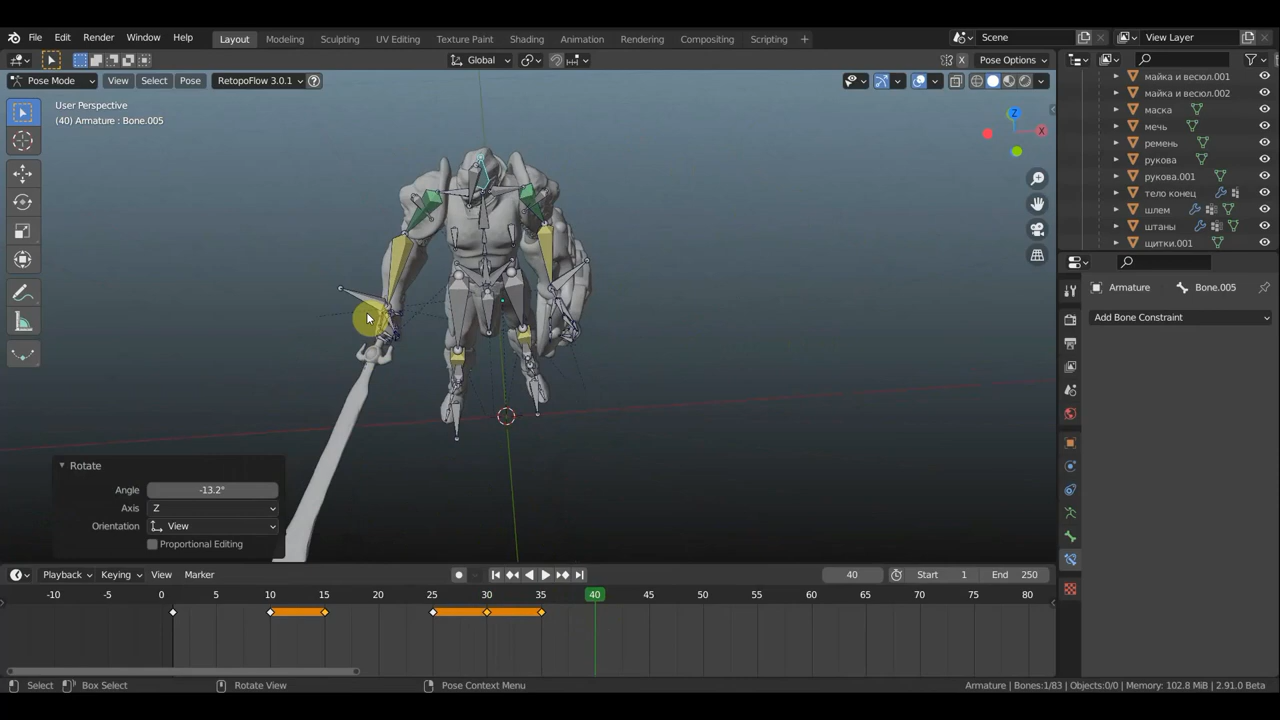 File Edit Render Window Help Layout Modeling Sculpting UV Editing Texture Paint Shading Animation Rendering Compositing Scripting + Scene View Layer
Global Pose Options
Pose Mode View Select Pose RetopoFlow 3.0.1 ?
User Perspective
(40) Armature : Bone.005
Z
X
майка и весюл.001
майка и весюл.002
маска
мечь
ремень
рукова
рукова.001
тело конец
шлем
штаны
щитки.001
Armature Bone.005
Add Bone Constraint
Rotate
Angle -13.2°
Axis Z
Orientation View
Proportional Editing
Playback Keying View Marker 40 Start 1 End 250
-10 -5 0 5 10 15 20 25 30 35 40 45 50 55 60 65 70 75 80
Select Box Select Rotate View Pose Context Menu Armature | Bones:1/83 | Objects:0/0 | Memory: 102.8 MiB | 2.91.0 Beta